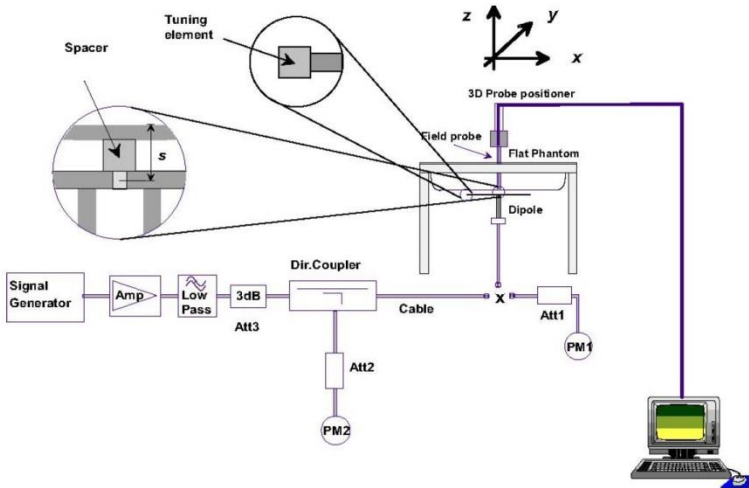 Tuning
element
Spacer
s
z
y
x
3D Probe positioner
Field probe
Flat Phantom
Dipole
Dir.Coupler
Signal
Generator
Amp
Low
Pass
3dB
Att3
Cable
x
Att1
PM1
Att2
PM2